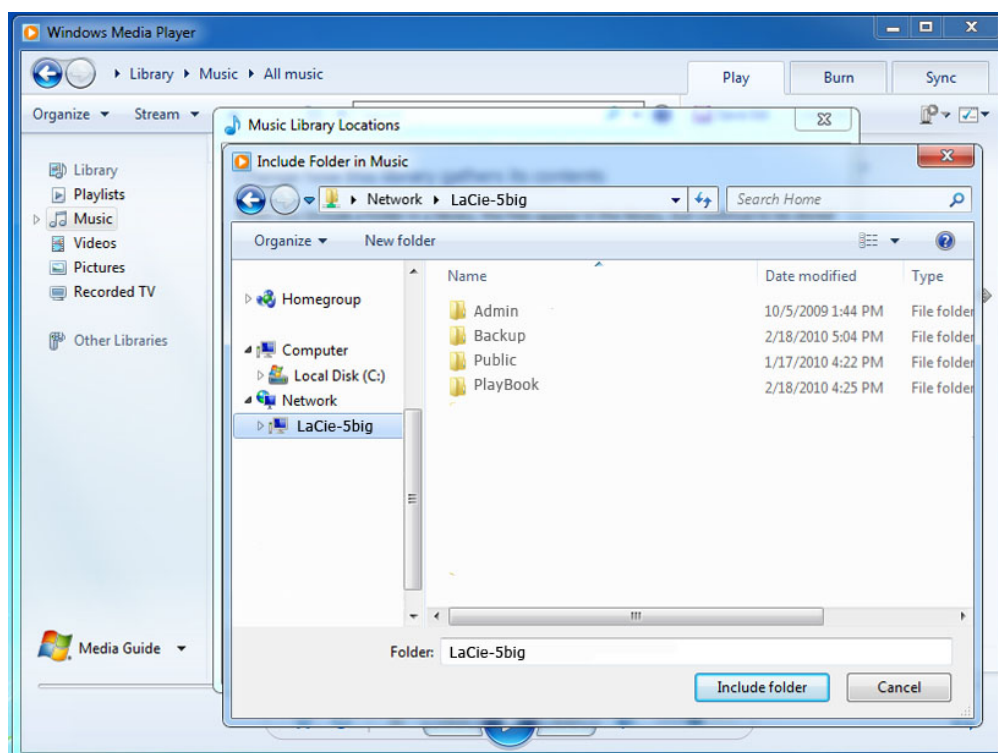 Windows Media Player
Library Music All music
Play Burn Sync
Organize Stream
Music Library Locations
Include Folder in Music
Network LaCie-5big Search Home
Organize New folder
Library
Playlists
Music
Videos
Pictures
Recorded TV
Other Libraries
Homegroup
Computer
Local Disk (C:)
Network
LaCie-5big
Name Date modified Type
Admin 10/5/2009 1:44 PM File folder
Backup 2/18/2010 5:04 PM File folder
Public 1/17/2010 4:22 PM File folder
PlayBook 2/18/2010 4:25 PM File folder
Media Guide
Folder: LaCie-5big
Include folder Cancel